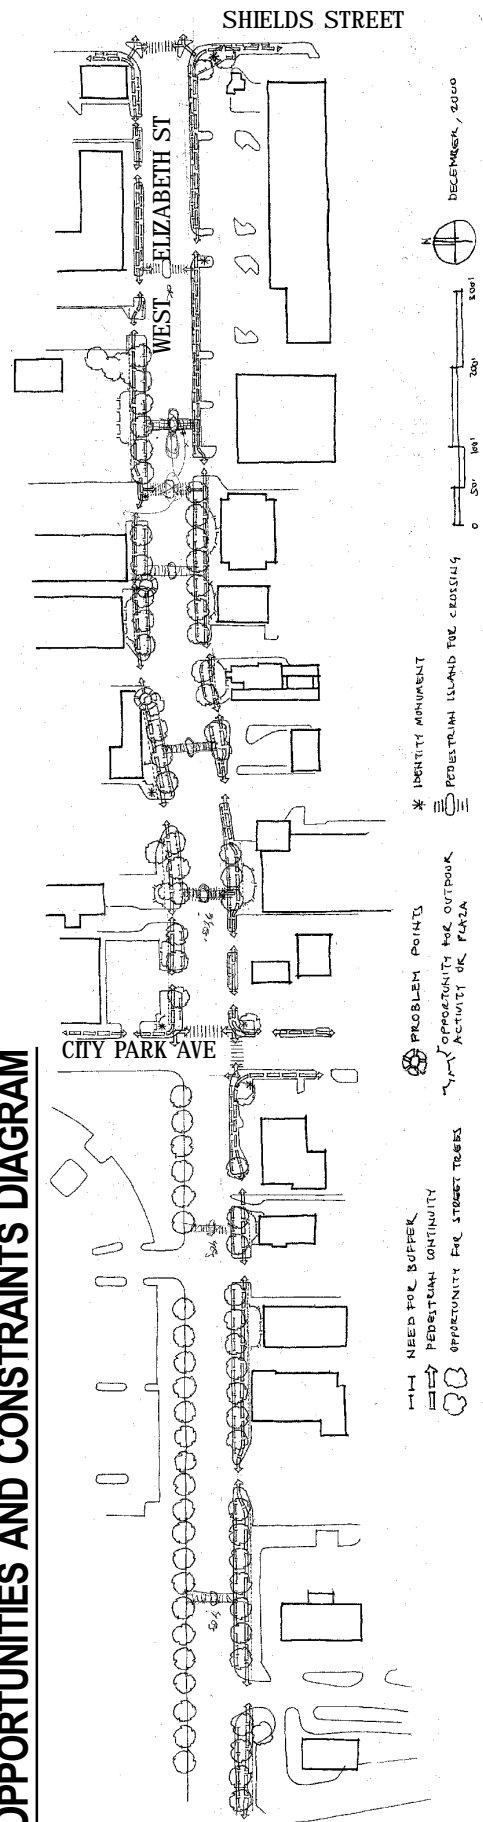 SHIELDS STREET
WEST ELIZABETH ST
CITY PARK AVE
OPPORTUNITIES AND CONSTRAINTS DIAGRAM
NEED FOR BUFFER
PEDESTRIAN CONTINUITY
OPPORTUNITY FOR STREET TREES
PROBLEM POINTS
OPPORTUNITY FOR OUTDOOR
ACTIVITY OR PLAZA
IDENTITY MONUMENT
PEDESTRIAN ISLAND FOR CROSSING
0 50' 100' 200' 300'
N
DECEMBER, 2000